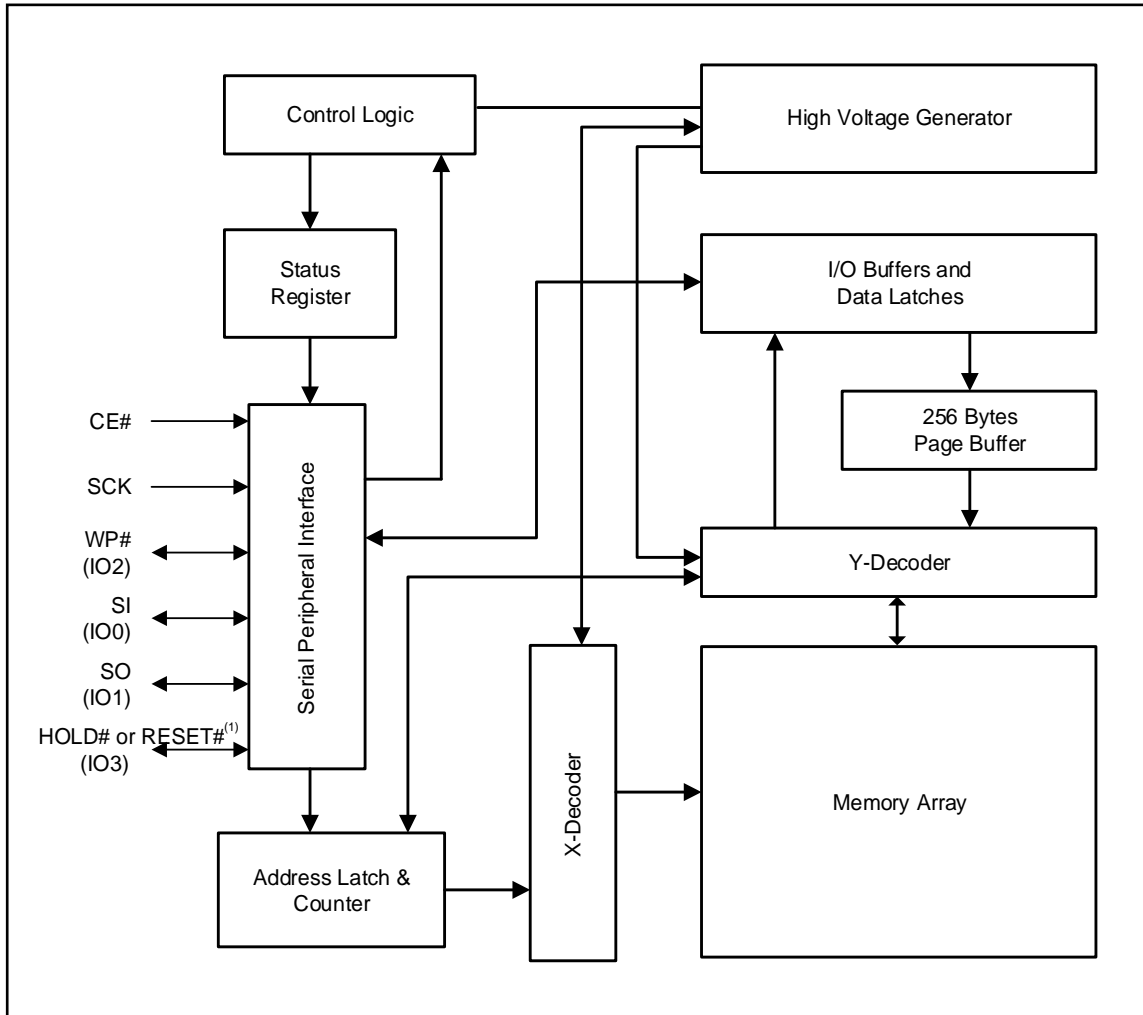 Control Logic
High Voltage Generator
Status
Register
I/O Buffers and
Data Latches
256 Bytes
Page Buffer
CE#
SCK
WP#
(IO2)
SI
(IO0)
SO
(IO1)
HOLD# or RESET#(1)
(IO3)
Serial Peripheral Interface
Y-Decoder
X-Decoder
Memory Array
Address Latch &
Counter